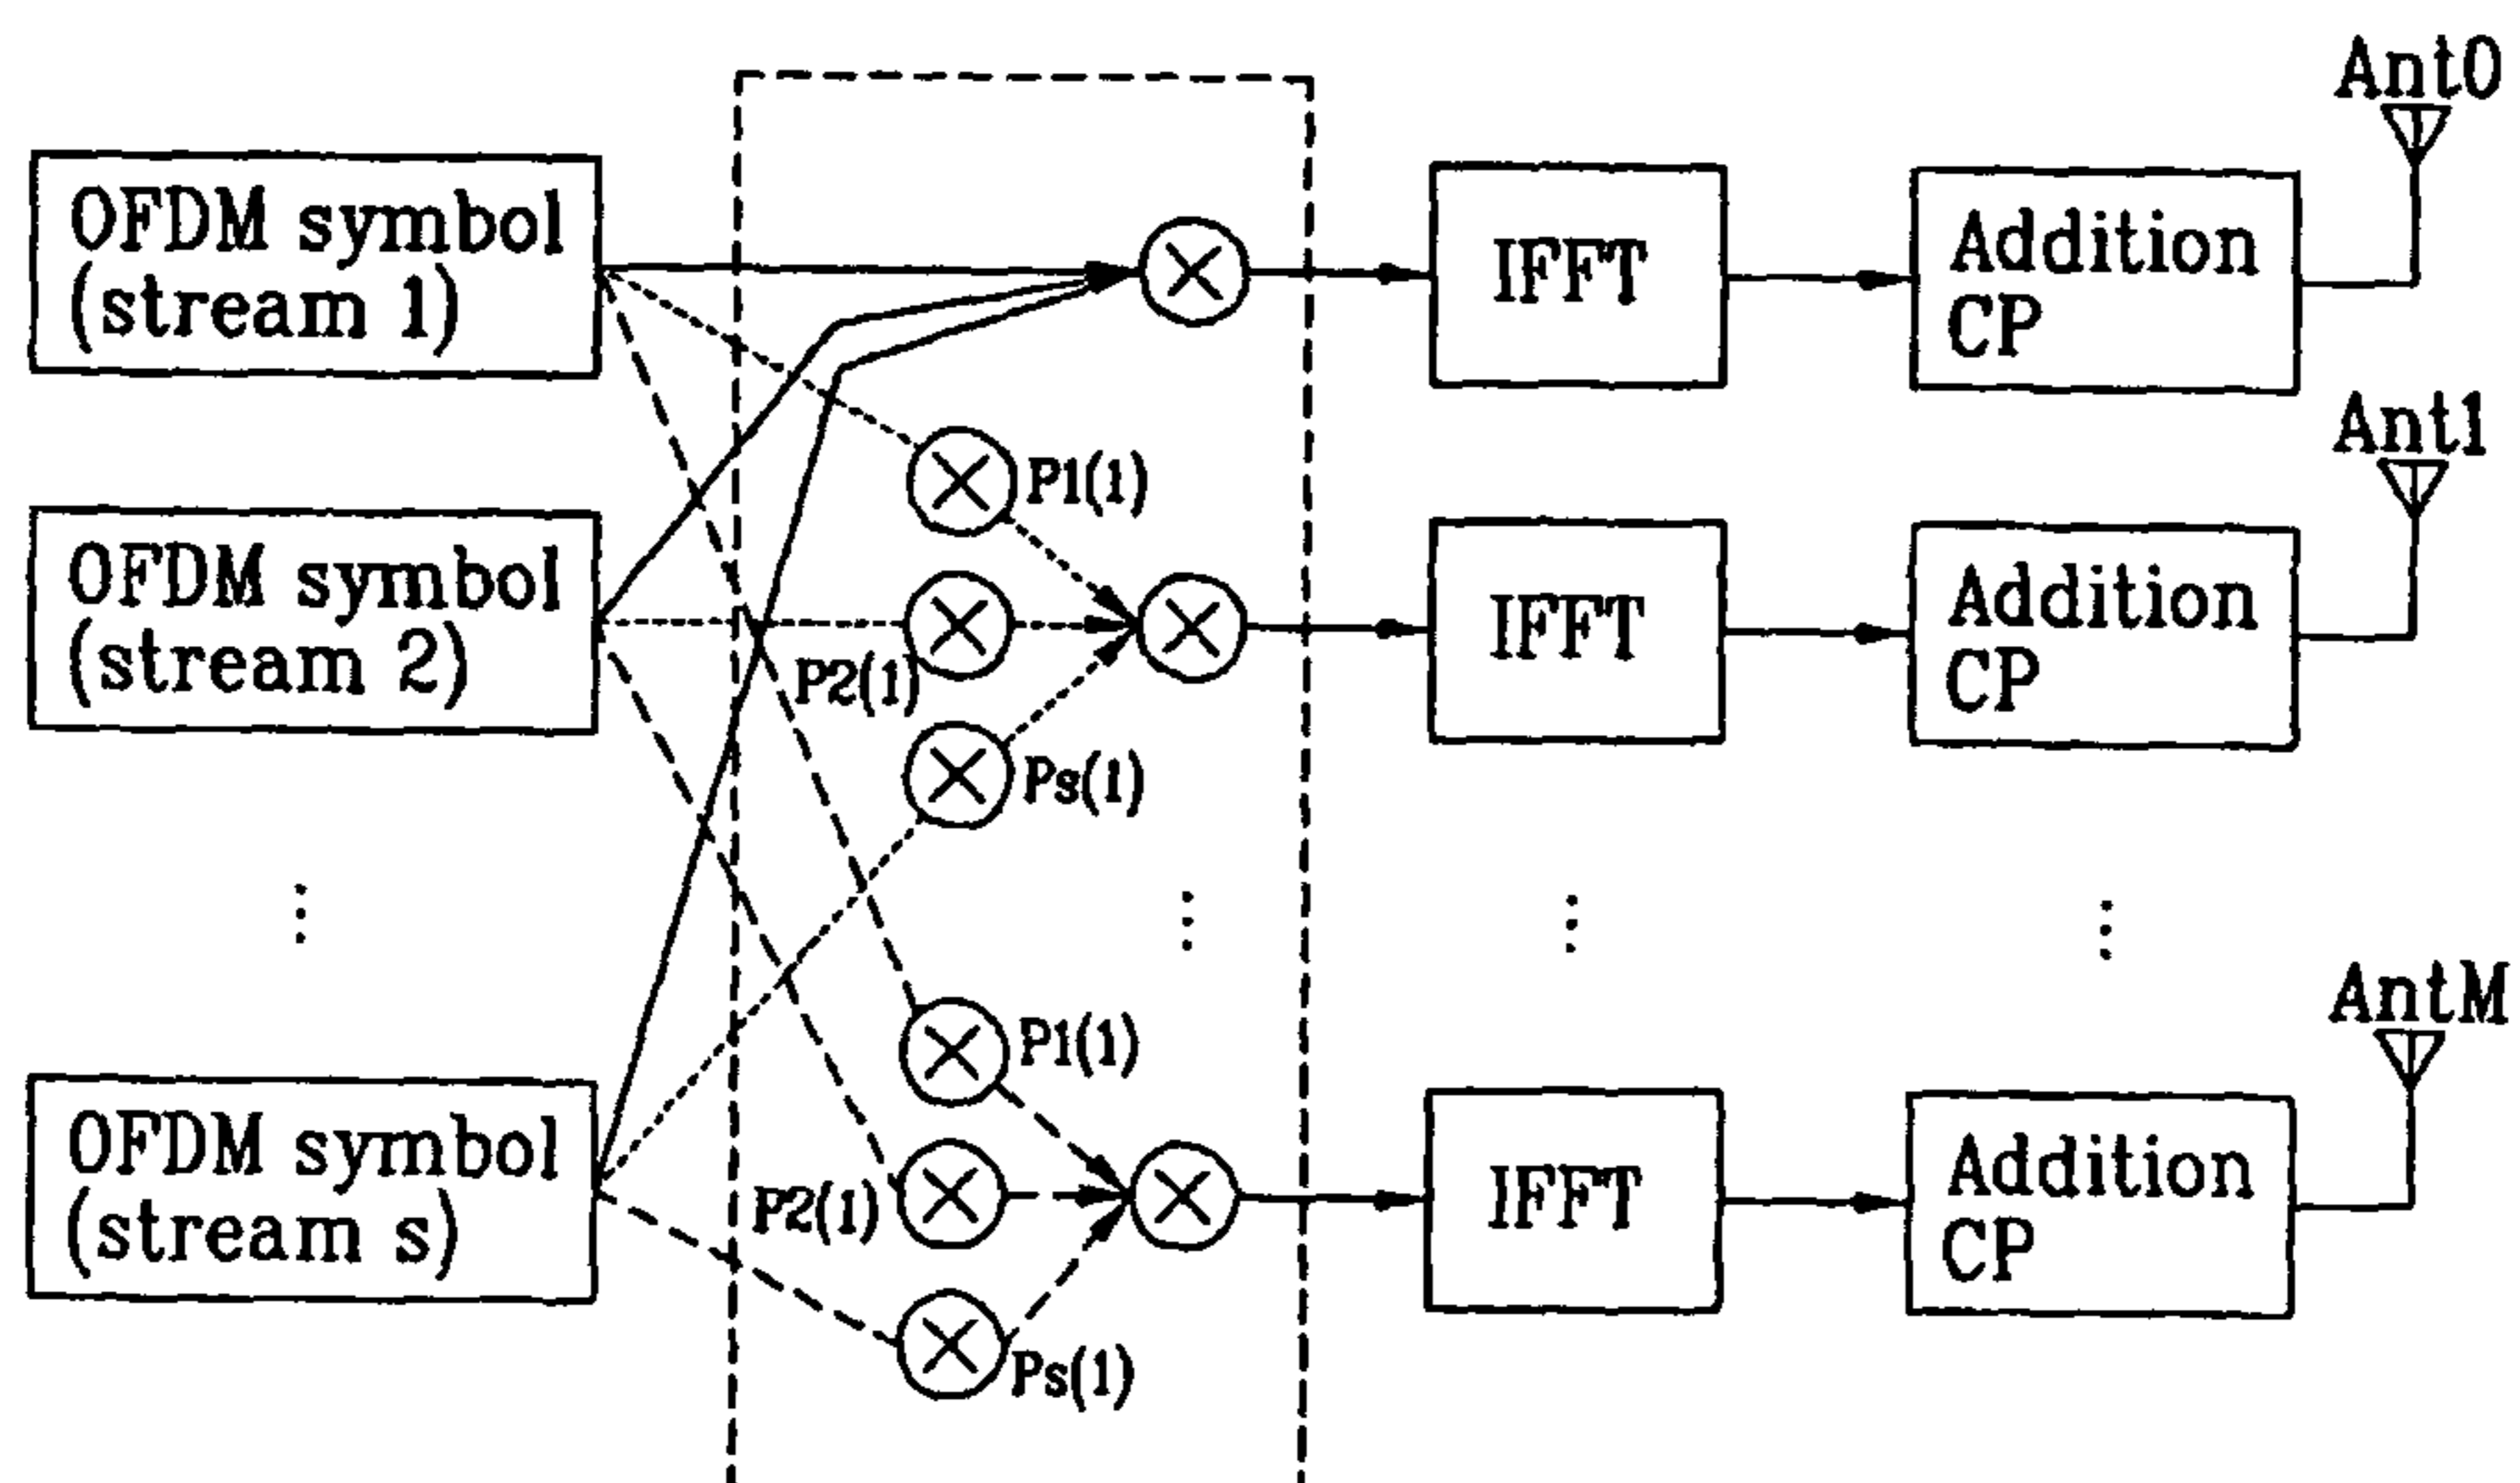 Ant0
OFDM symbol
(stream 1)
IFFT
Addition
CP
Ant1
P1(1)
OFDM symbol
(stream 2)
P2(1)
IFFT
Addition
CP
Ps(1)
AntM
P1(1)
OFDM symbol
(stream s)
P2(1)
IFFT
Addition
CP
Ps(1)